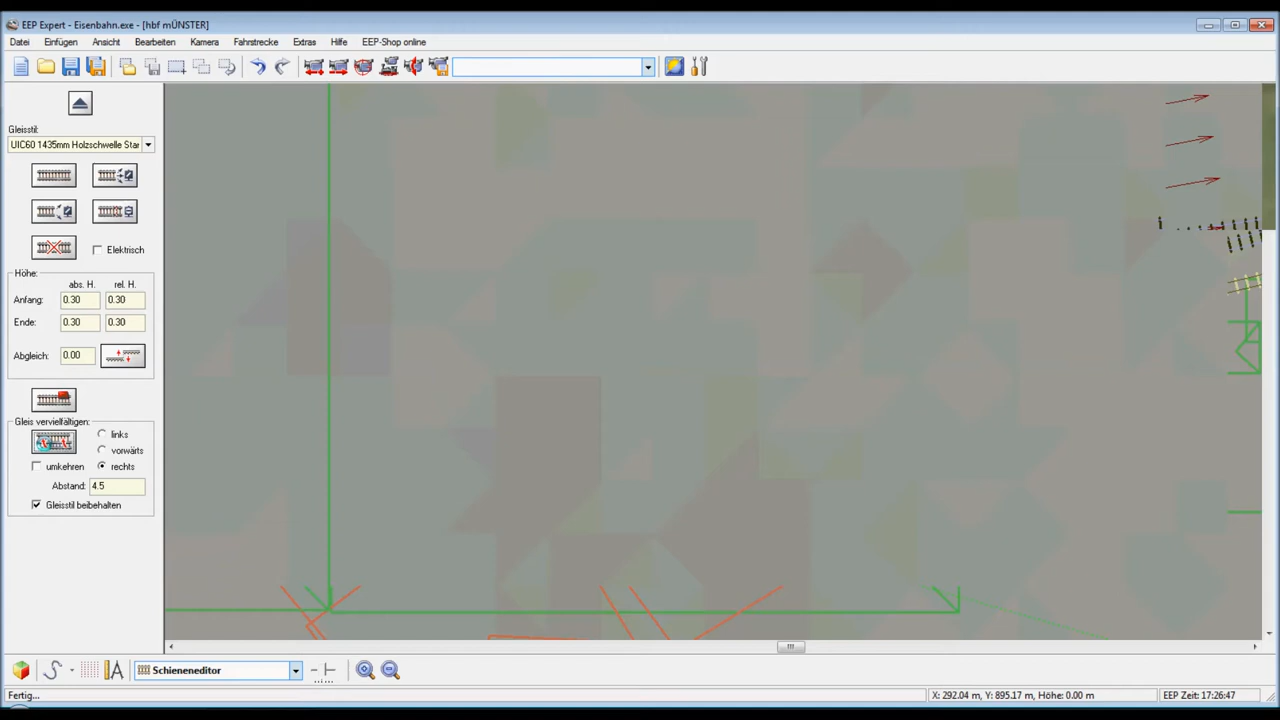 EEP Expert - Eisenbahn.exe - [hbf mÜNSTER]
Datei Einfügen Ansicht Bearbeiten Kamera Fahrstrecke Extras Hilfe EEP-Shop online
Gleisstil:
UIC60 1435mm Holzschwelle Star
Elektrisch
Höhe:
abs. H. rel. H.
Anfang: 0.30 0.30
Ende: 0.30 0.30
Abgleich: 0.00
Gleis vervielfältigen:
links
vorwärts
umkehren rechts
Abstand: 4.5
Gleisstil beibehalten
Schieneneditor
Fertig... X: 292.04 m, Y: 895.17 m, Höhe: 0.00 m EEP Zeit: 17:26:47